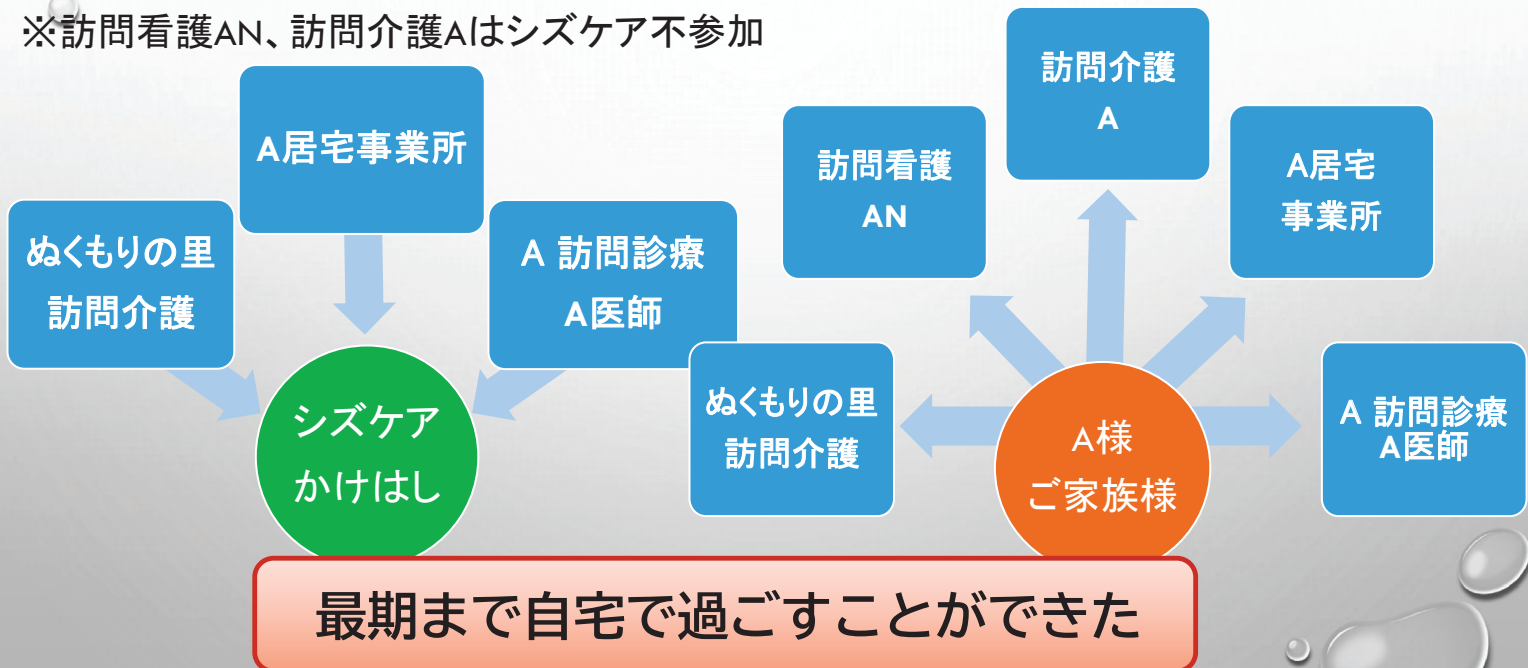 ※訪問看護AN、訪問介護Aはシズケア不参加
A居宅事業所
ぬくもりの里
訪問介護
A 訪問診療
A医師
シズケア
かけはし
訪問介護
A
訪問看護
AN
A居宅
事業所
ぬくもりの里
訪問介護
A 訪問診療
A医師
A様
ご家族様
最期まで自宅で過ごすことができた